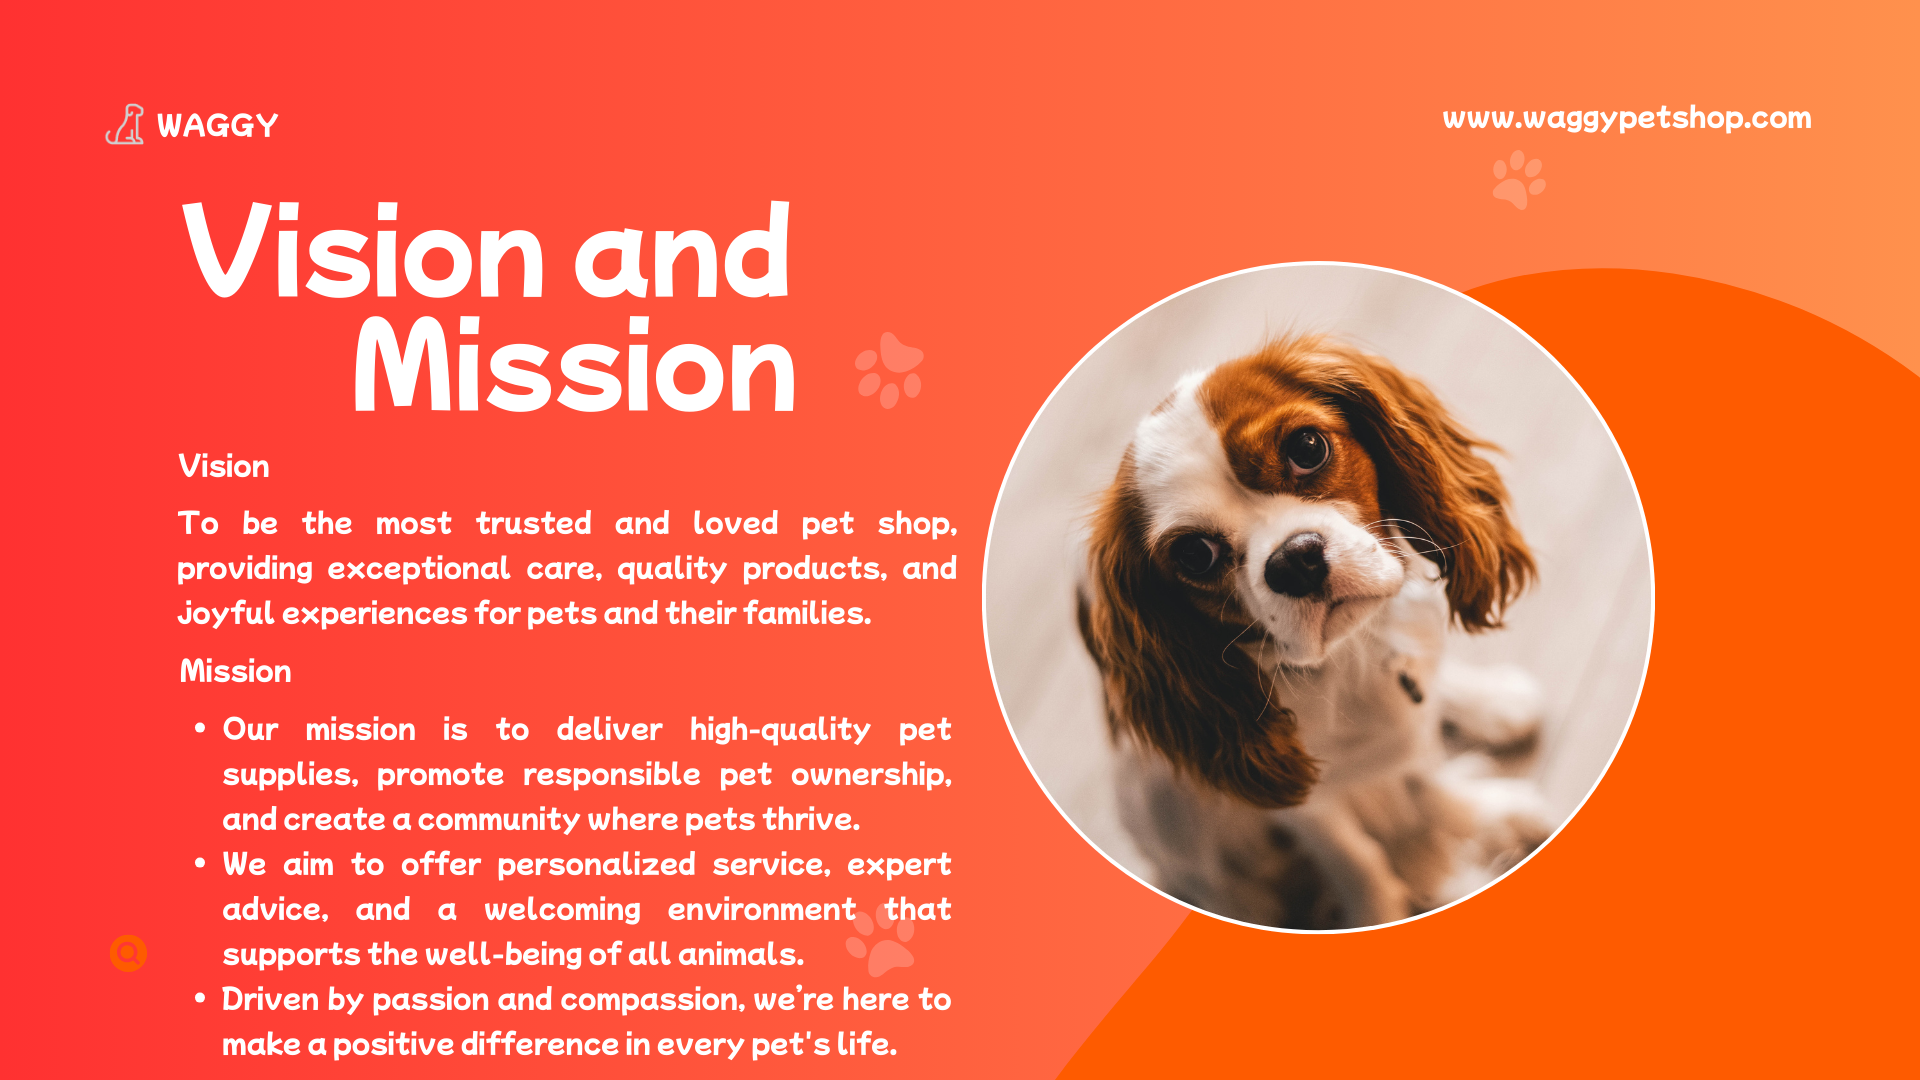 WAGGY
www.waggypetshop.com
Vision and
Mission
Vision
To be the most trusted and loved pet shop,
providing exceptional care, quality products, and
joyful experiences for pets and their families.
Mission
• Our mission is to deliver high-quality pet
supplies, promote responsible pet ownership,
and create a community where pets thrive.
• We aim to offer personalized service, expert
advice, and a welcoming environment that
supports the well-being of all animals.
• Driven by passion and compassion, we’re here to
make a positive difference in every pet's life.